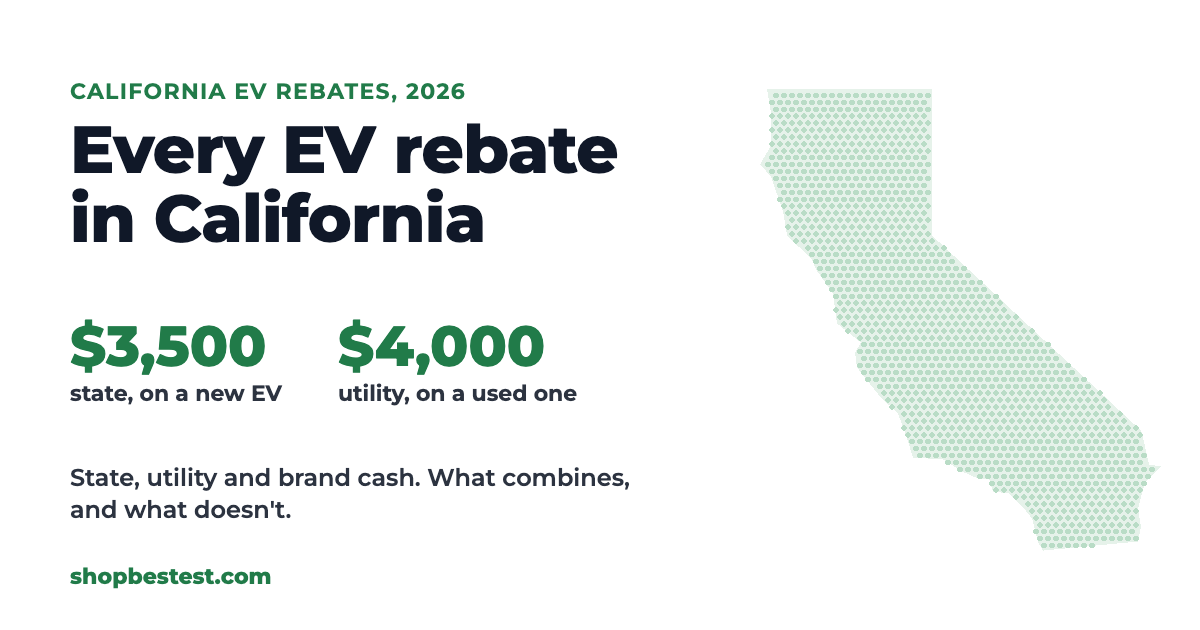 CALIFORNIA EV REBATES, 2026
Every EV rebate
in California
$3,500 $4,000
state, on a new EV utility, on a used one
State, utility and brand cash. What combines,
and what doesn't.
shopbestest.com